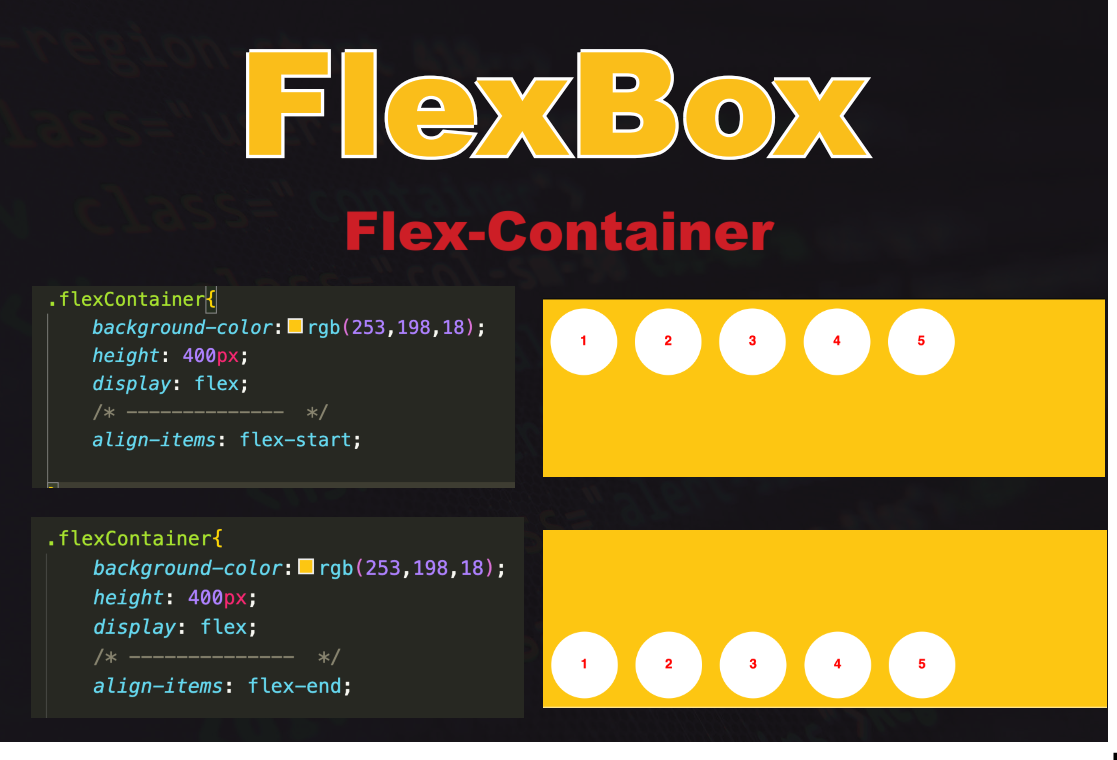 FlexBox
Flex-Container
.flexContainer{
background-color: rgb(253,198,18);
height: 400px;
display: flex;
/* —————————————— */
align-items: flex-start;
1 2 3 4 5
.flexContainer{
background-color: rgb(253,198,18);
height: 400px;
display: flex;
/* —————————————— */
align-items: flex-end;
1 2 3 4 5